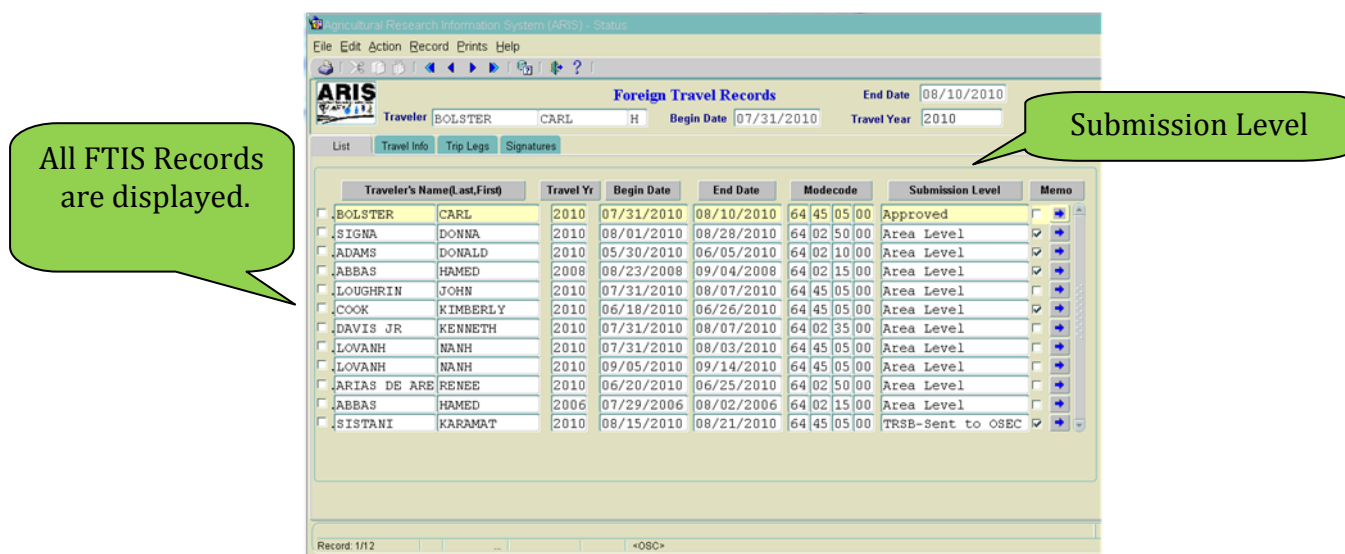 Agricultural Research Information System (ARIS) - Status
File Edit Action Record Prints Help
ARIS
Foreign Travel Records End Date 08/10/2010
Traveler BOLSTER CARL H Begin Date 07/31/2010 Travel Year 2010
List Travel Info Trip Legs Signatures
Submission Level
All FTIS Records
are displayed.
Traveler's Name(Last,First) Travel Yr Begin Date End Date Modecode Submission Level Memo
BOLSTER CARL 2010 07/31/2010 08/10/2010 64 45 05 00 Approved
SIGNA DONNA 2010 08/01/2010 08/28/2010 64 02 50 00 Area Level
ADAMS DONALD 2010 05/30/2010 06/05/2010 64 02 10 00 Area Level
ABBAS HAMED 2008 08/23/2008 09/04/2008 64 02 15 00 Area Level
LOUGHRIN JOHN 2010 07/31/2010 08/07/2010 64 45 05 00 Area Level
COOK KIMBERLY 2010 06/18/2010 06/26/2010 64 45 05 00 Area Level
DAVIS JR KENNETH 2010 07/31/2010 08/07/2010 64 02 35 00 Area Level
LOVANH NANH 2010 07/31/2010 08/03/2010 64 45 05 00 Area Level
LOVANH NANH 2010 09/05/2010 09/14/2010 64 45 05 00 Area Level
ARIAS DE ARE RENEE 2010 06/20/2010 06/25/2010 64 02 50 00 Area Level
ABBAS HAMED 2006 07/29/2006 08/02/2006 64 02 15 00 Area Level
SISTANI KARAMAT 2010 08/15/2010 08/21/2010 64 45 05 00 TRSB-Sent to OSEC
Record: 1/12 ... <OSC>